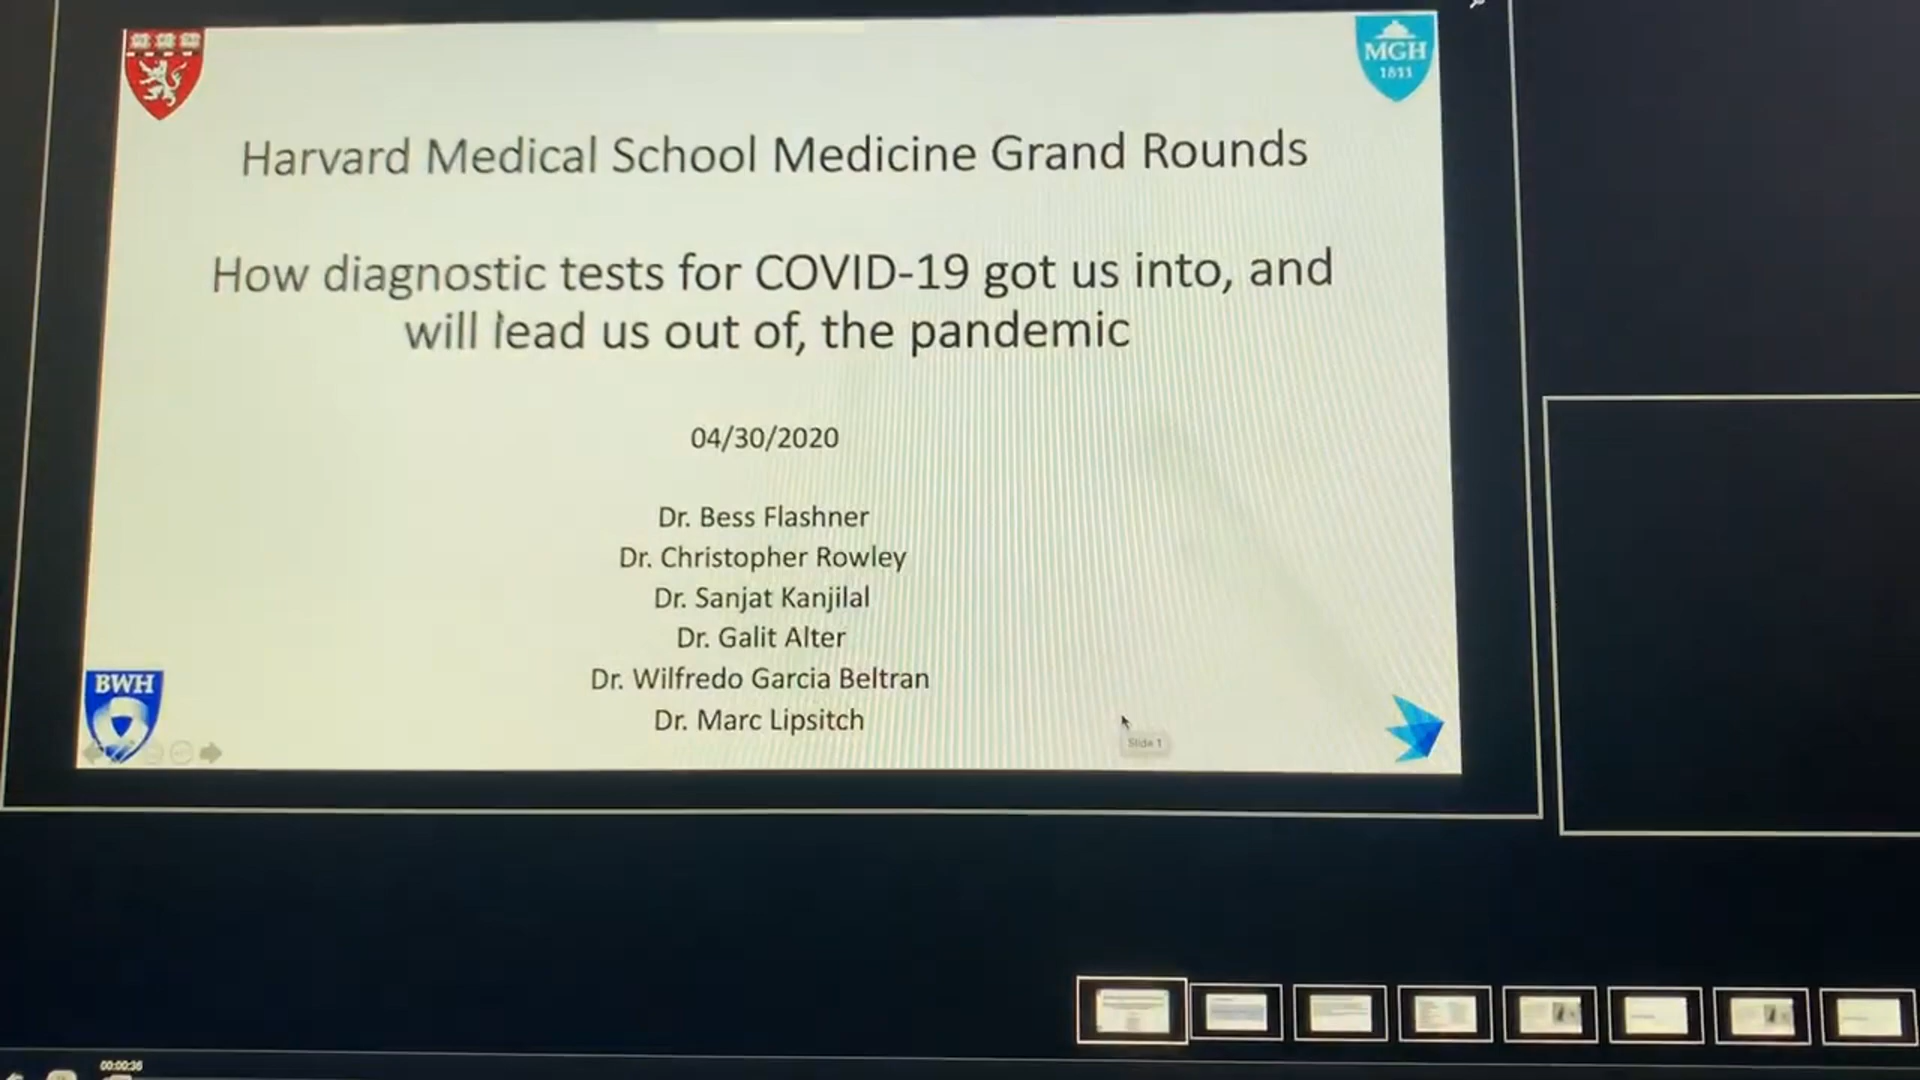 MGH
1811
Harvard Medical School Medicine Grand Rounds
How diagnostic tests for COVID-19 got us into, and
will lead us out of, the pandemic
04/30/2020
Dr. Bess Flashner
Dr. Christopher Rowley
Dr. Sanjat Kanjilal
Dr. Galit Alter
Dr. Wilfredo Garcia Beltran
Dr. Marc Lipsitch
BWH
Slide 1
00:00:36